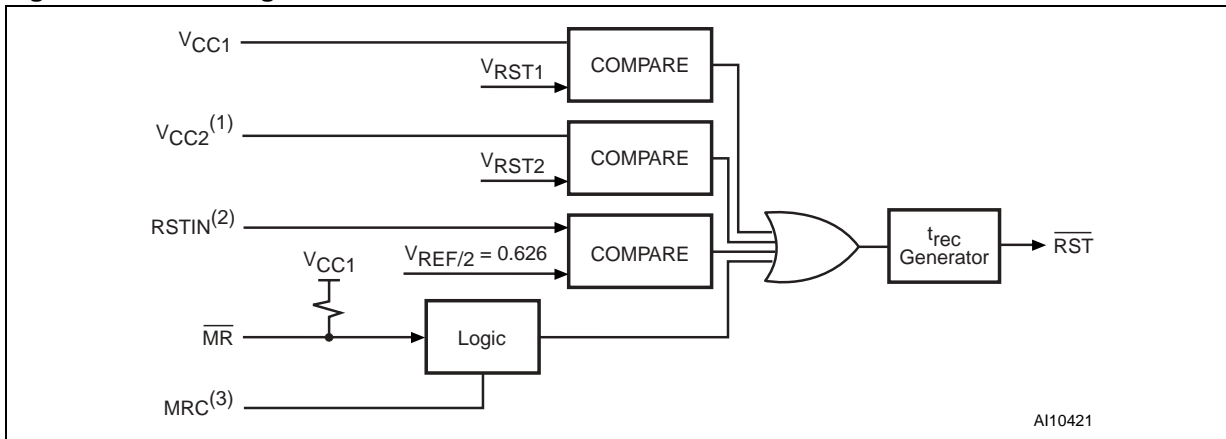 VCC1
COMPARE
VRST1
VCC2(1)
COMPARE
VRST2
RSTIN(2)
COMPARE
VREF/2 = 0.626
VCC1
trec
Generator
RST
MR
Logic
MRC(3)
AI10421